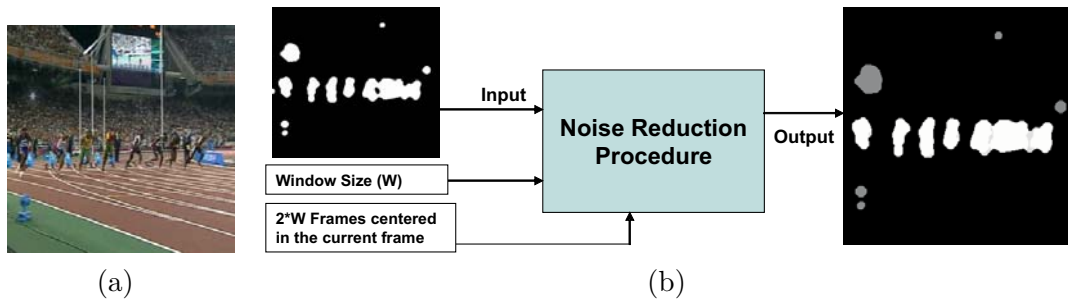 Input
Noise Reduction
Procedure
Output
Window Size (W)
2*W Frames centered
in the current frame
(a)
(b)